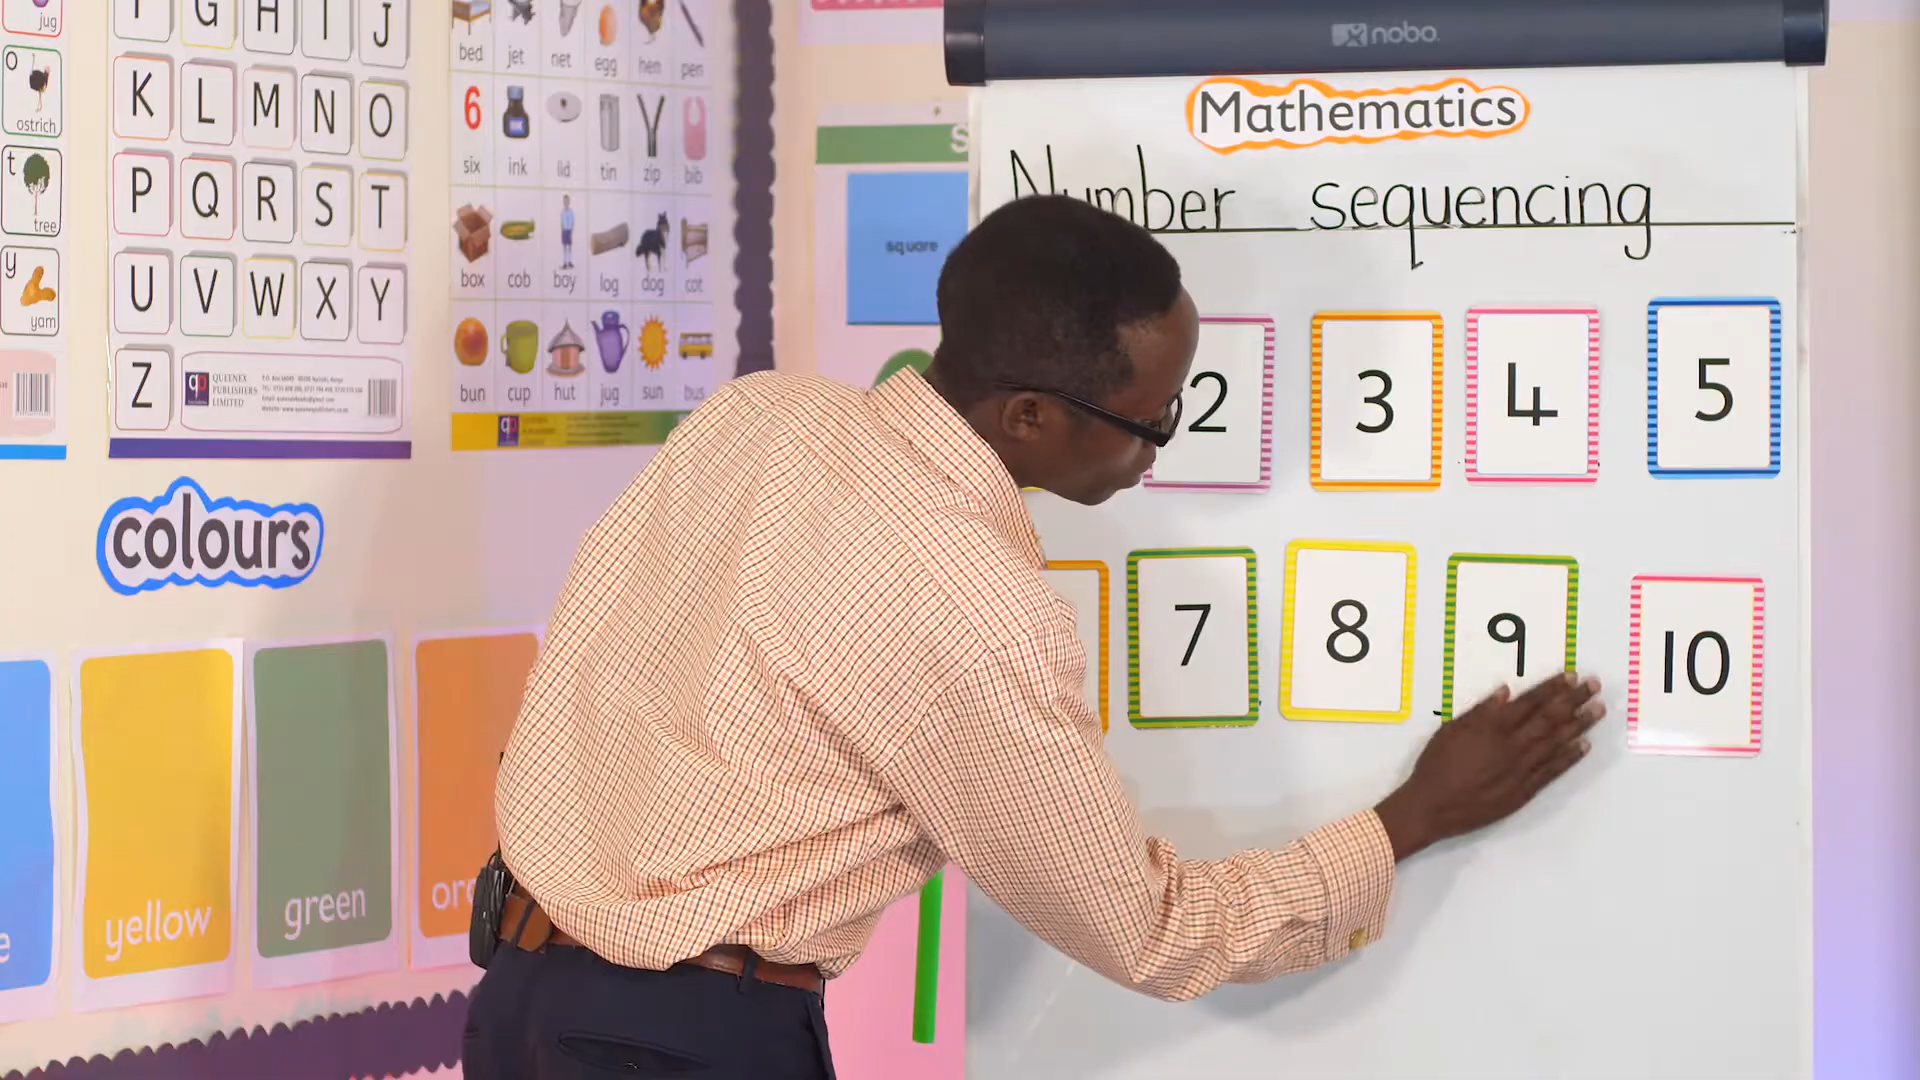 jug
o
ostrich
t
tree
y
yam
G H I J
K L M N O
P Q R S T
U V W X Y
Z
qp QUEENEX PUBLISHERS LIMITED
bed jet net egg hen pen
6
six ink lid tin zip bib
box cob boy log dog cot
bun cup hut jug sun bus
qp
colours
yellow
green
square
nobo
Mathematics
Number sequencing
2 3 4 5
7 8 9 10